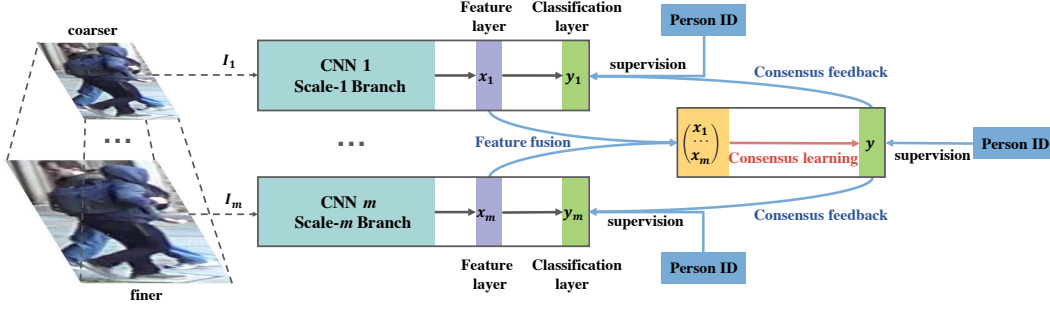 coarser
...
finer
I₁
Iₘ
Feature
layer
Classification
layer
Person ID
CNN 1
Scale-1 Branch
x₁
y₁
supervision
Consensus feedback
...
Feature fusion
x₁
...
xₘ
Consensus learning
y
supervision
Person ID
CNN m
Scale-m Branch
xₘ
yₘ
supervision
Consensus feedback
Feature
layer
Classification
layer
Person ID